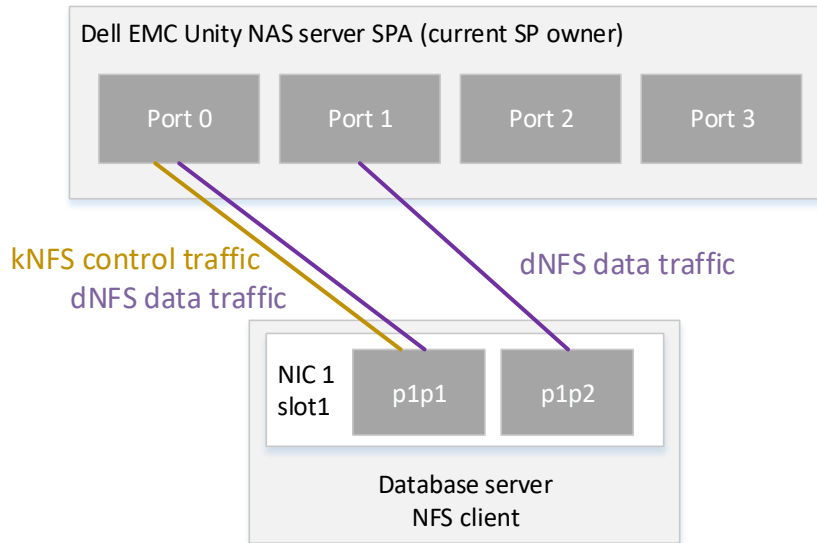 Dell EMC Unity NAS server SPA (current SP owner)
Port 0
Port 1
Port 2
Port 3
kNFS control traffic
dNFS data traffic
dNFS data traffic
NIC 1
slot1
p1p1
p1p2
Database server
NFS client